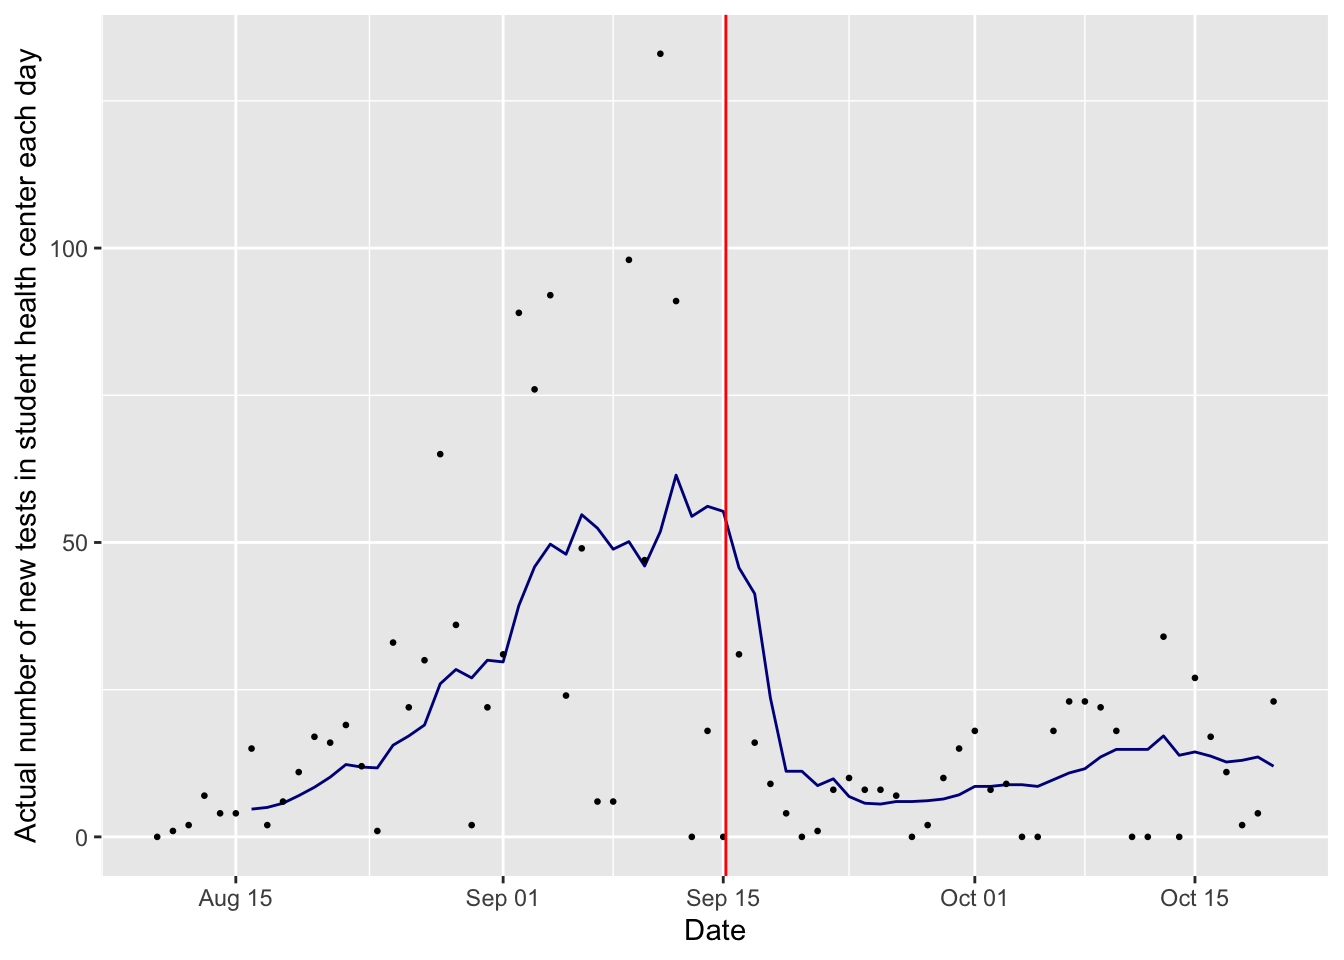 Actual number of new tests in student health center each day
100
50
0
Aug 15
Sep 01
Sep 15
Oct 01
Oct 15
Date